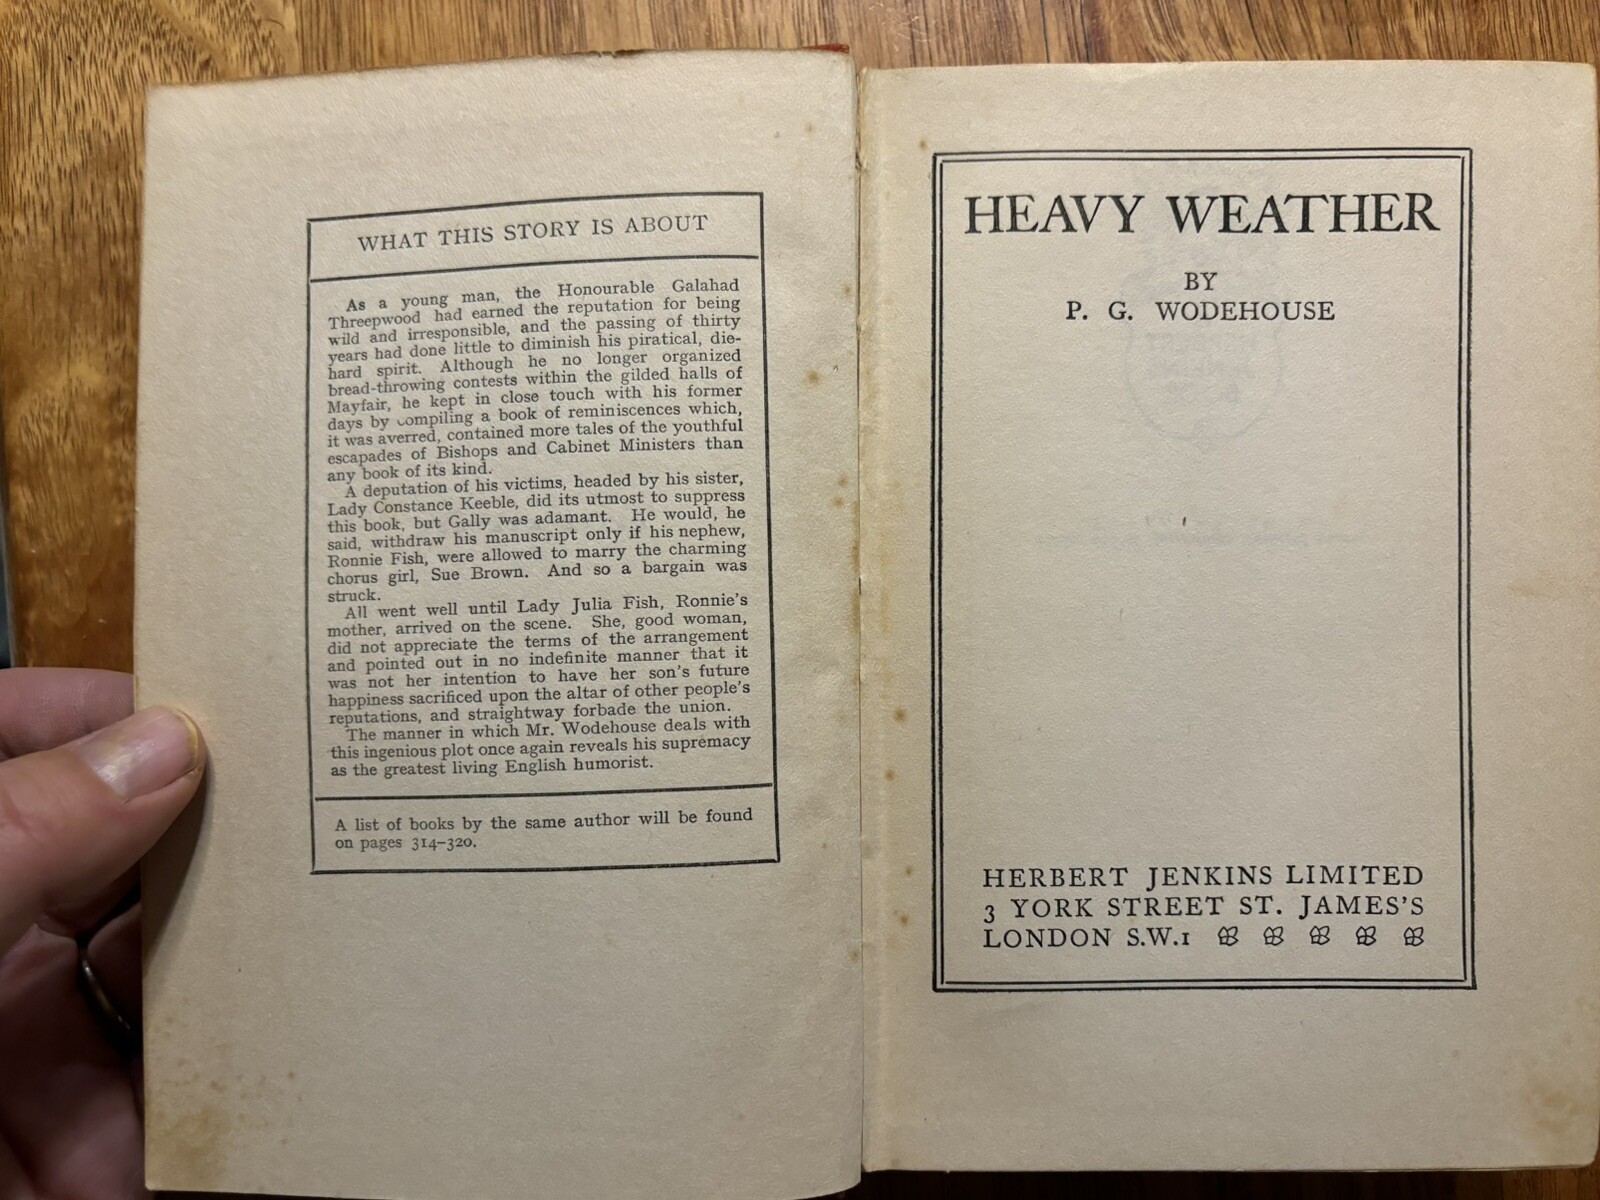 WHAT THIS STORY IS ABOUT
As a young man, the Honourable Galahad
Threepwood had earned the reputation for being
wild and irresponsible, and the passing of thirty
years had done little to diminish his piratical, die-
hard spirit. Although he no longer organized
bread-throwing contests within the gilded halls of
Mayfair, he kept in close touch with his former
days by compiling a book of reminiscences which,
it was averred, contained more tales of the youthful
escapades of Bishops and Cabinet Ministers than
any book of its kind.
A deputation of his victims, headed by his sister,
Lady Constance Keeble, did its utmost to suppress
this book, but Gally was adamant. He would, he
said, withdraw his manuscript only if his nephew,
Ronnie Fish, were allowed to marry the charming
chorus girl, Sue Brown. And so a bargain was
struck.
All went well until Lady Julia Fish, Ronnie's
mother, arrived on the scene. She, good woman,
did not appreciate the terms of the arrangement
and pointed out in no indefinite manner that it
was not her intention to have her son's future
happiness sacrificed upon the altar of other people's
reputations, and straightway forbade the union.
The manner in which Mr. Wodehouse deals with
this ingenious plot once again reveals his supremacy
as the greatest living English humorist.
A list of books by the same author will be found
on pages 314–320.
HEAVY WEATHER
BY
P. G. WODEHOUSE
HERBERT JENKINS LIMITED
3 YORK STREET ST. JAMES'S
LONDON S.W.1